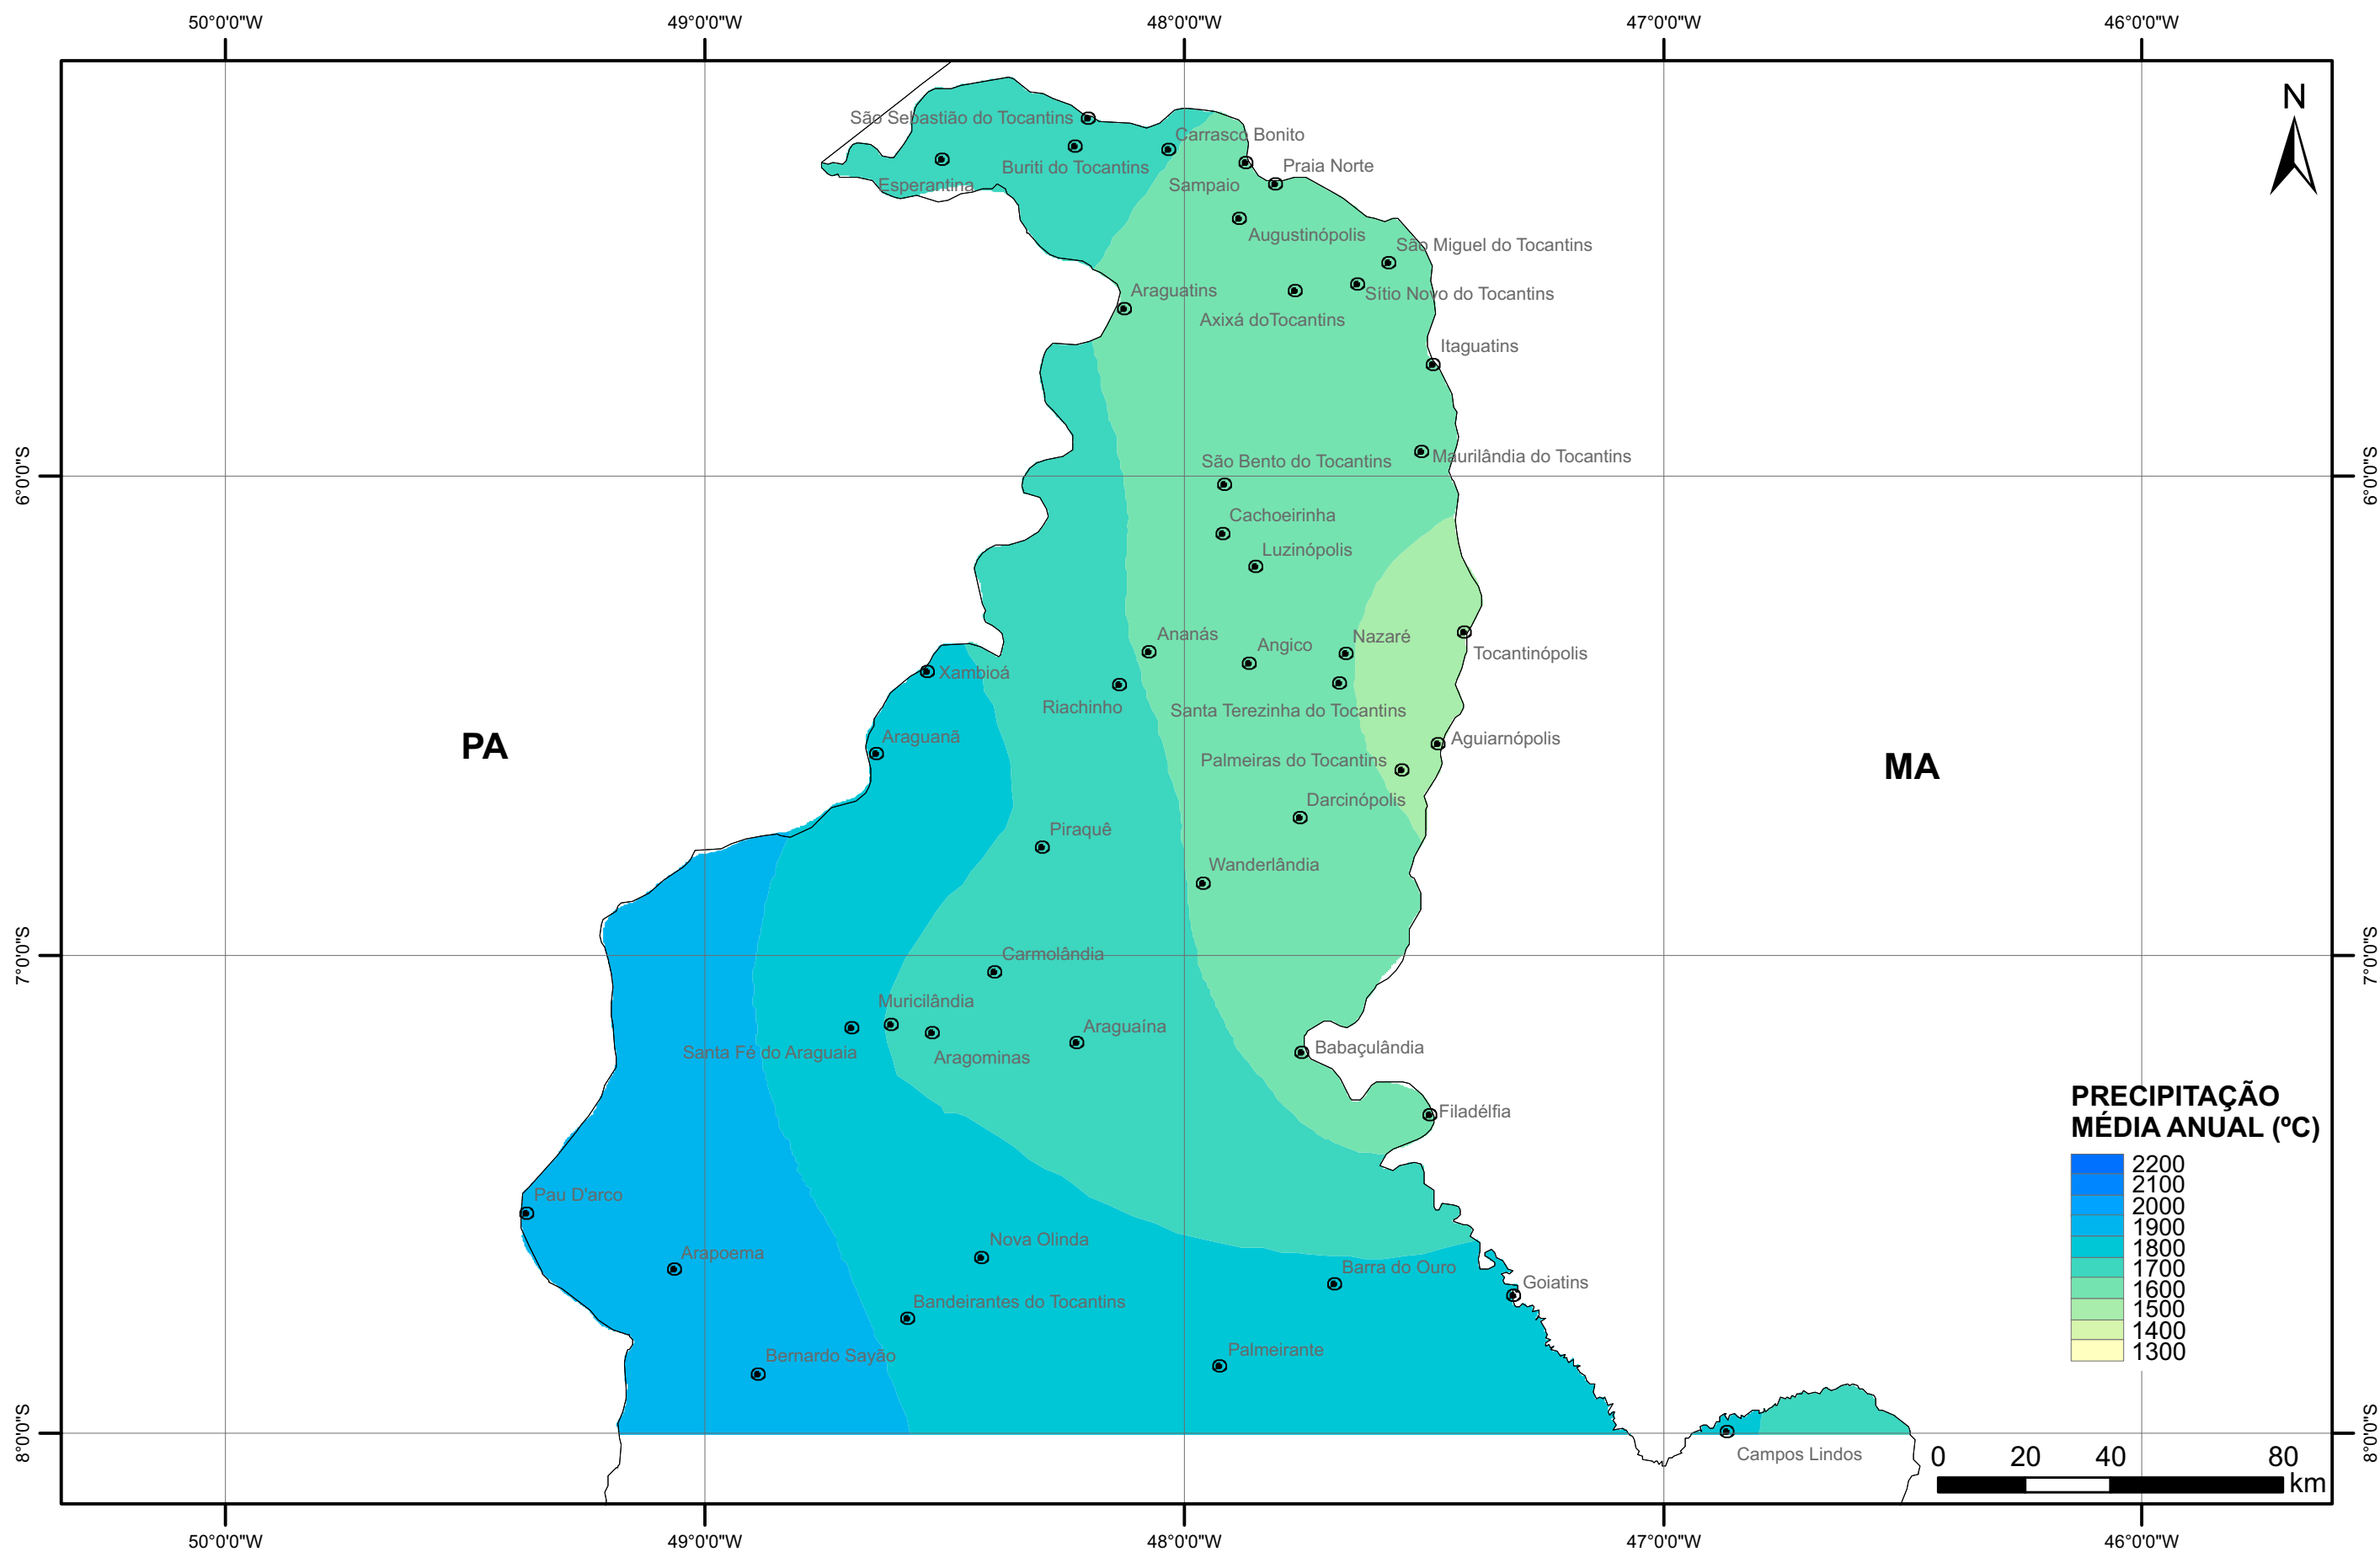 50°0'0"W
49°0'0"W
48°0'0"W
47°0'0"W
46°0'0"W
N
São Sebastião do Tocantins
Carrasco Bonito
Buriti do Tocantins
Praia Norte
Esperantina
Sampaio
Augustinópolis
São Miguel do Tocantins
Araguatins
Sítio Novo do Tocantins
Axixá doTocantins
Itaguatins
6°0'0"S
São Bento do Tocantins
Maurilândia do Tocantins
6°0'0"S
Cachoeirinha
Luzinópolis
Ananás
Angico
Nazaré
Tocantinópolis
Xambioá
Riachinho
Santa Terezinha do Tocantins
Araguanã
Aguiarnópolis
PA
Palmeiras do Tocantins
MA
Darcinópolis
Piraquê
Wanderlândia
7°0'0"S
Carmolândia
7°0'0"S
Muricilândia
Araguaína
Santa Fé do Araguaia
Aragominas
Babaçulândia
Filadélfia
PRECIPITAÇÃO
MÉDIA ANUAL (ºC)
2200
2100
2000
1900
1800
1700
1600
1500
1400
1300
Pau D'arco
Arapoema
Nova Olinda
Barra do Ouro
Goiatins
Bandeirantes do Tocantins
Bernardo Sayão
Palmeirante
8°0'0"S
Campos Lindos
8°0'0"S
0 20 40 80
km
50°0'0"W
49°0'0"W
48°0'0"W
47°0'0"W
46°0'0"W